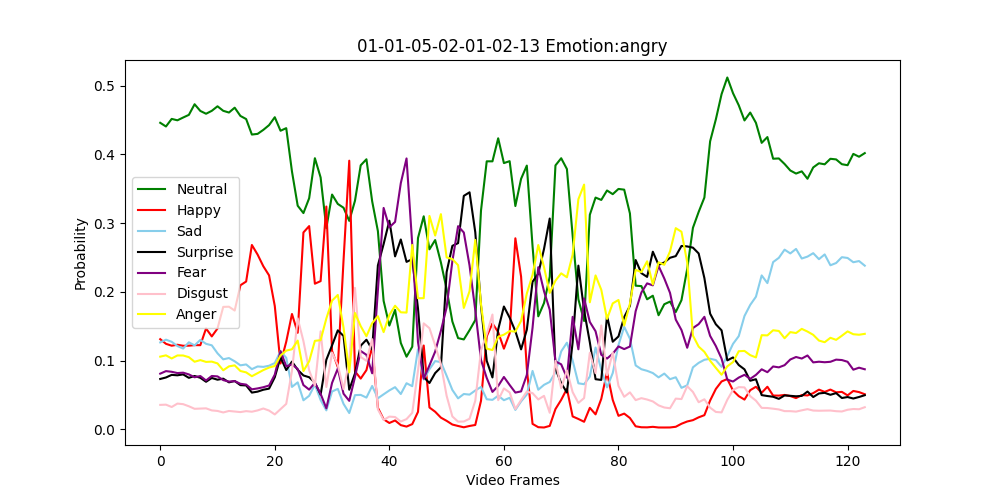 01-01-05-02-01-02-13 Emotion:angry
Probability
0.5
0.4
0.3
0.2
0.1
0.0
Neutral
Happy
Sad
Surprise
Fear
Disgust
Anger
0 20 40 60 80 100 120
Video Frames